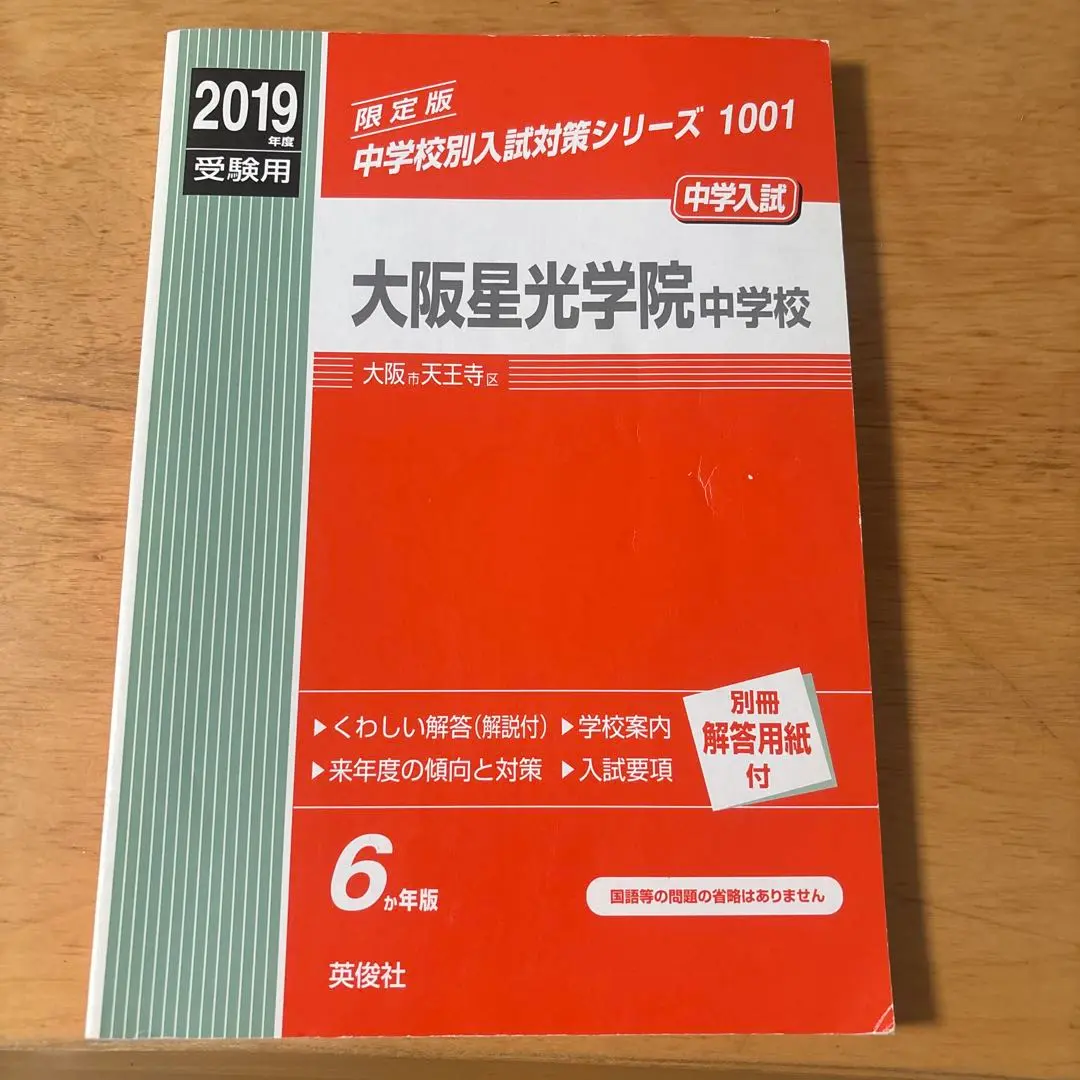 2019年度
受験用
限定版
中学校別入試対策シリーズ 1001
中学入試
大阪星光学院中学校
大阪市天王寺区
▶くわしい解答(解説付) ▶学校案内
▶来年度の傾向と対策 ▶入試要項
別冊
解答用紙
付
6か年版
国語等の問題の省略はありません
英俊社